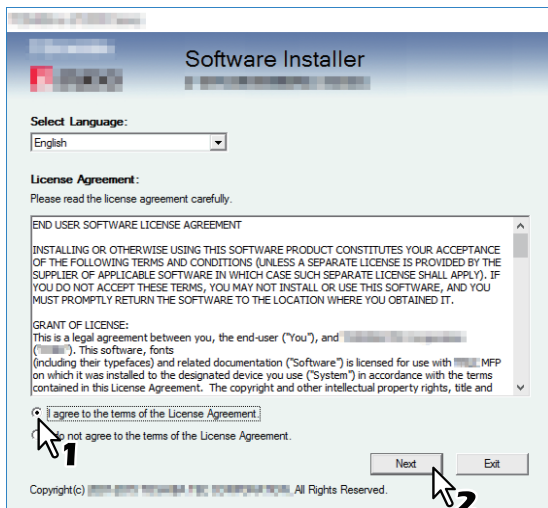 Software Installer
Select Language:
English
License Agreement:
Please read the license agreement carefully.
END USER SOFTWARE LICENSE AGREEMENT
INSTALLING OR OTHERWISE USING THIS SOFTWARE PRODUCT CONSTITUTES YOUR ACCEPTANCE
OF THE FOLLOWING TERMS AND CONDITIONS (UNLESS A SEPARATE LICENSE IS PROVIDED BY THE
SUPPLIER OF APPLICABLE SOFTWARE IN WHICH CASE SUCH SEPARATE LICENSE SHALL APPLY). IF
YOU DO NOT ACCEPT THESE TERMS, YOU MAY NOT INSTALL OR USE THIS SOFTWARE, AND YOU
MUST PROMPTLY RETURN THE SOFTWARE TO THE LOCATION WHERE YOU OBTAINED IT.
GRANT OF LICENSE:
This is a legal agreement between you, the end-user ("You"), and
(" "). This software, fonts
(including their typefaces) and related documentation ("Software") is licensed for use with MFP
on which it was installed to the designated device you use ("System") in accordance with the terms
contained in this License Agreement. The copyright and other intellectual property rights, title and
I agree to the terms of the License Agreement.
do not agree to the terms of the License Agreement.
1
Next
Exit
2
Copyright(c) All Rights Reserved.